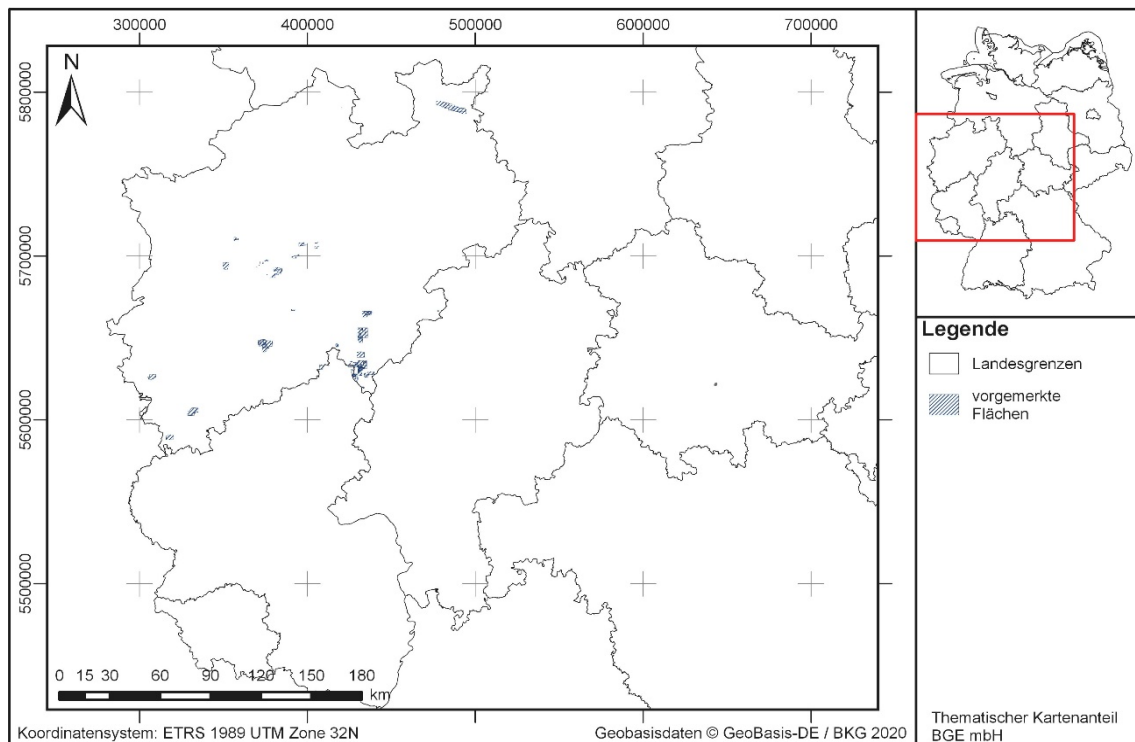 300000 400000 500000 600000 700000
N
5800000
5700000
5600000
5500000
0 15 30 60 90 120 150 180
km
Koordinatensystem: ETRS 1989 UTM Zone 32N
Geobasisdaten © GeoBasis-DE / BKG 2020
Legende
Landesgrenzen
vorgemerkte
Flächen
Thematischer Kartenanteil
BGE mbH